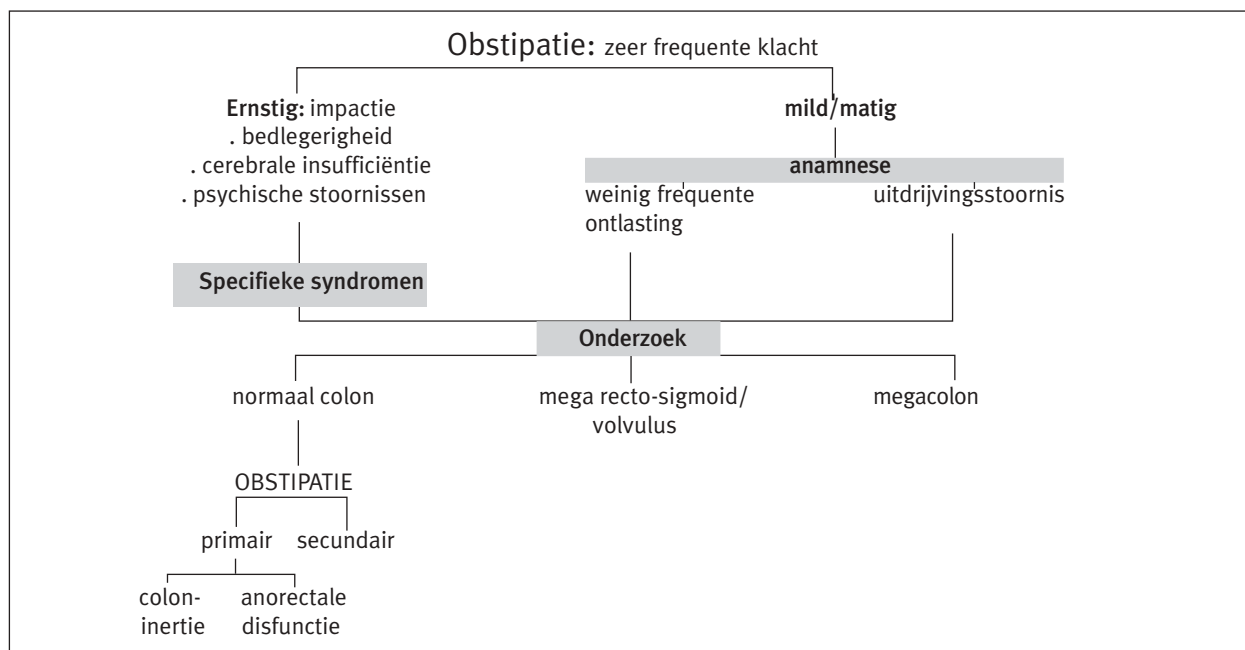 Obstipatie: zeer frequente klacht
Ernstig: impactie
. bedlegerigheid
. cerebrale insufficiëntie
. psychische stoornissen
mild/matig
anamnese
weinig frequente
ontlasting
uitdrijvingsstoornis
Specifieke syndromen
Onderzoek
normaal colon
mega recto-sigmoid/
volvulus
megacolon
OBSTIPATIE
primair
secundair
colon-
inertie
anorectale
disfunctie